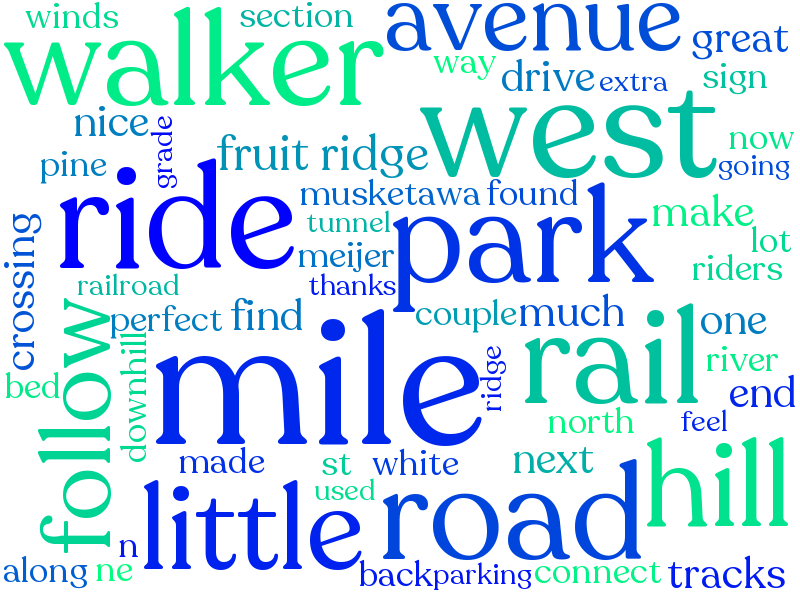 winds
section
avenue
great
walker
way
drive
extra
sign
nice
grade
west
now
going
pine
fruit ridge
musketawa
found
ride
tunnel
park
make
lot
crossing
meijer
riders
railroad
thanks
follow
perfect
find
couple
much
rail
one
downhill
mile
ridge
river
bed
end
north
feel
made
st
white
next
hill
used
little
road
n
along
ne
back
parking
connect
tracks